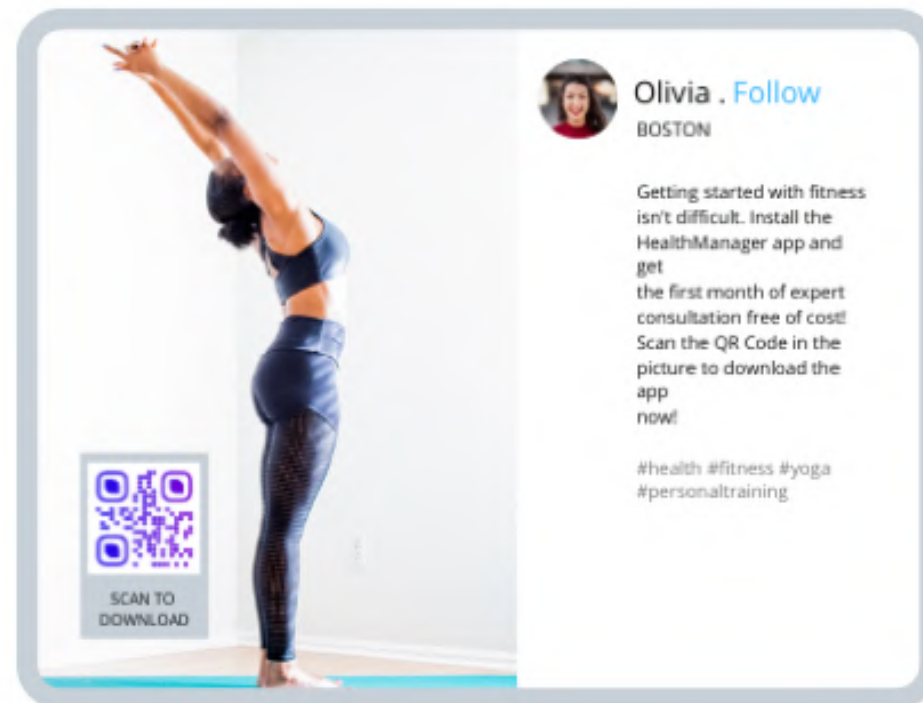 Olivia . Follow
BOSTON
Getting started with fitness
isn't difficult. Install the
HealthManager app and
get
the first month of expert
consultation free of cost!
Scan the QR Code in the
picture to download the
app
now!
#health #fitness #yoga
#personaltraining
SCAN TO
DOWNLOAD